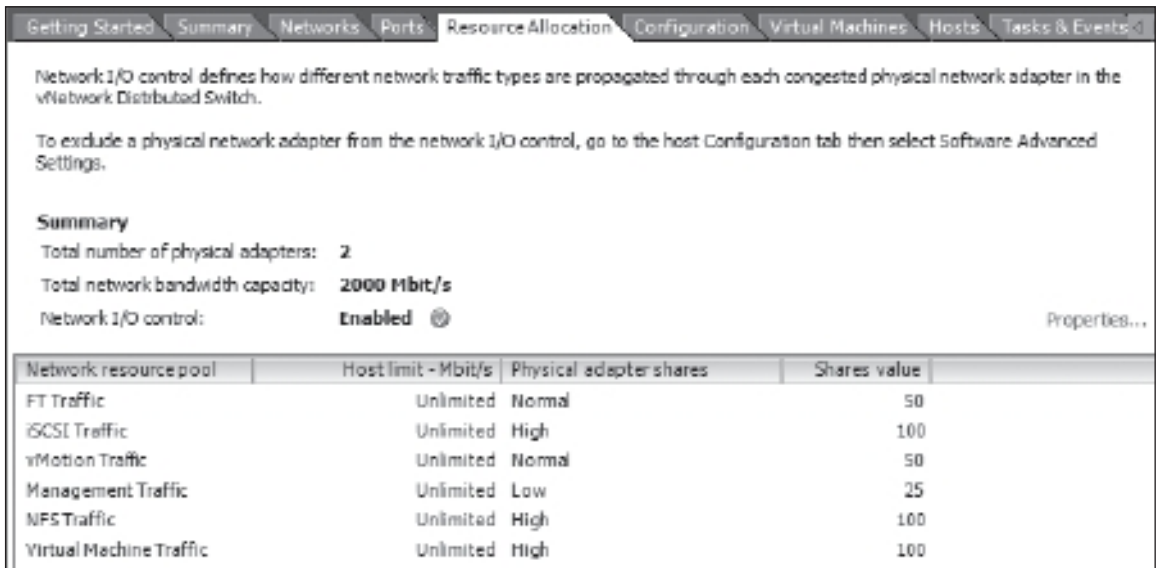 Getting Started Summary Networks Ports Resource Allocation Configuration Virtual Machines Hosts Tasks & Events
Network I/O control defines how different network traffic types are propagated through each congested physical network adapter in the
vNetwork Distrbuted Switch.
To exclude a physical network adapter from the network I/O control, go to the host Configuration tab then select Software Advanced
Settings.
Summary
Total number of physical adapters: 2
Total network bandwidth capacity: 2000 Mbit/s
Network I/O control: Enabled
Properties...
Network resource pool Host limit - Mbit/s Physical adapter shares Shares value
FT Traffic Unlimited Normal 50
iSCSI Traffic Unlimited High 100
vMotion Traffic Unlimited Normal 50
Management Traffic Unlimited Low 25
NFS Traffic Unlimited High 100
Virtual Machine Traffic Unlimited High 100